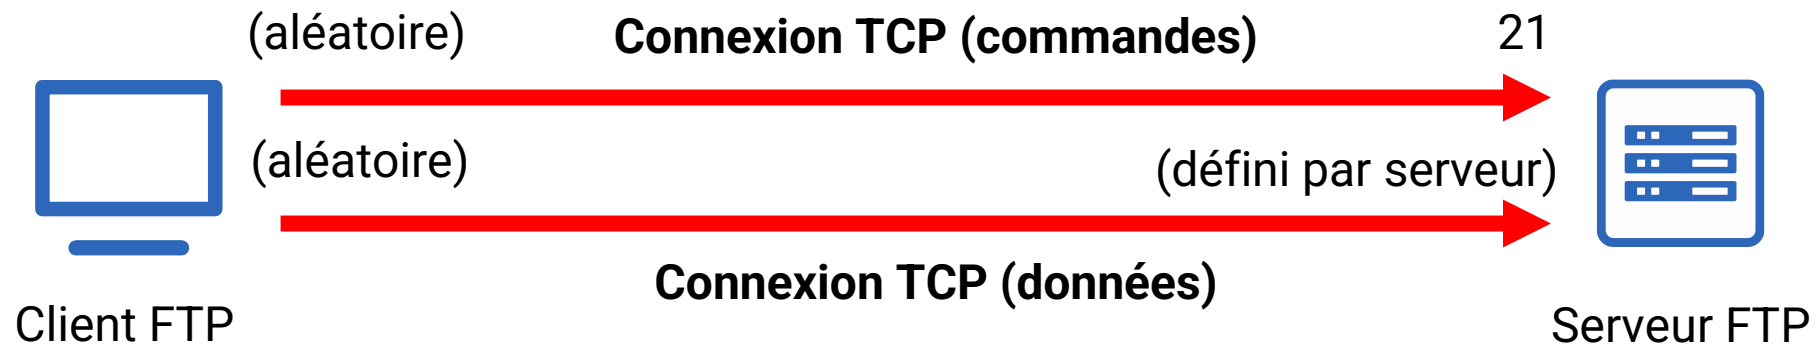 (aléatoire)
Connexion TCP (commandes)
21
(aléatoire)
(défini par serveur)
Connexion TCP (données)
Client FTP
Serveur FTP